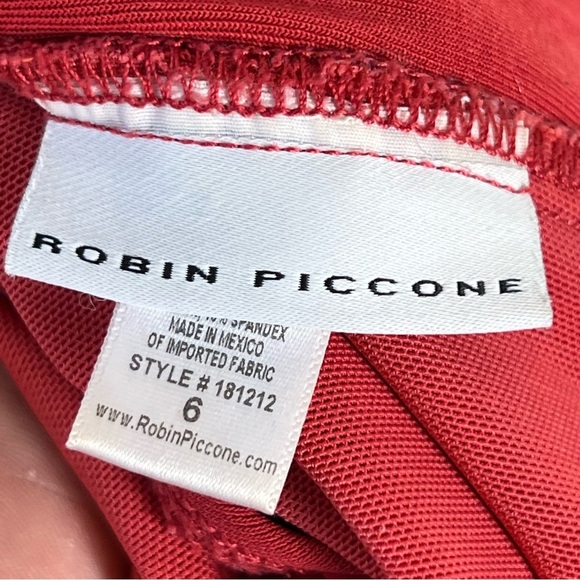 ROBIN PICCONE
% SPANDEX
MADE IN MEXICO
OF IMPORTED FABRIC
STYLE # 181212
6
www.RobinPiccone.com